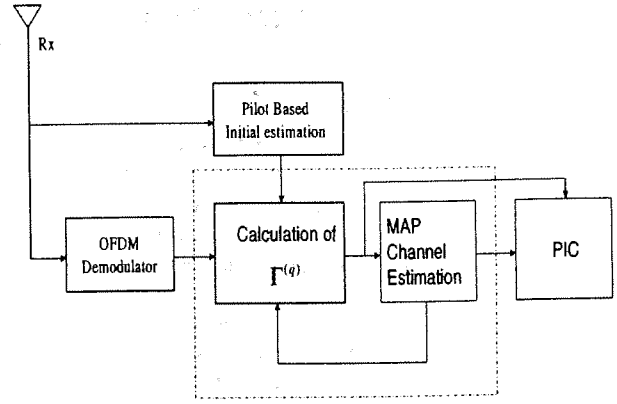 Rx
Pilot Based
Initial estimation
OFDM
Demodulator
Calculation of
Γ^(q)
MAP
Channel
Estimation
PIC